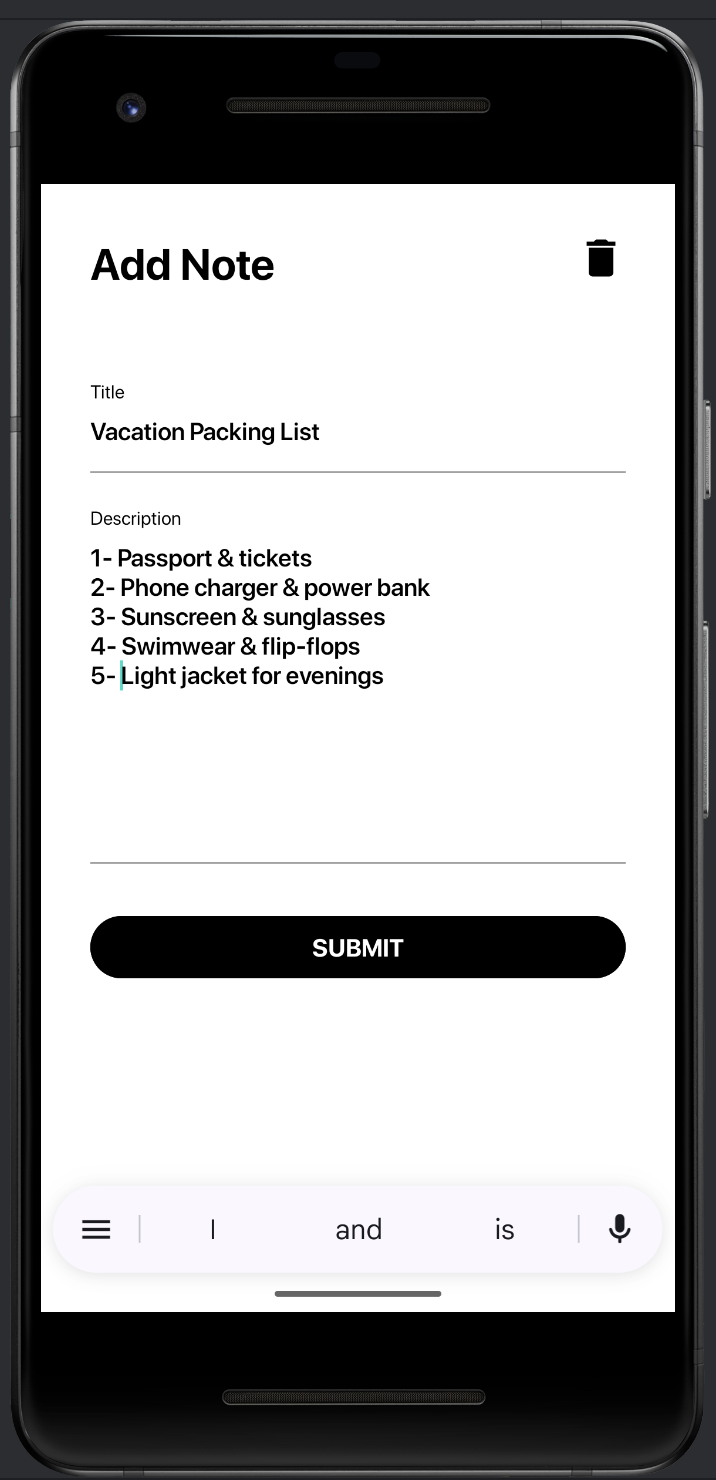 Add Note
Title
Vacation Packing List
Description
1- Passport & tickets
2- Phone charger & power bank
3- Sunscreen & sunglasses
4- Swimwear & flip-flops
5- Light jacket for evenings
SUBMIT
I and is